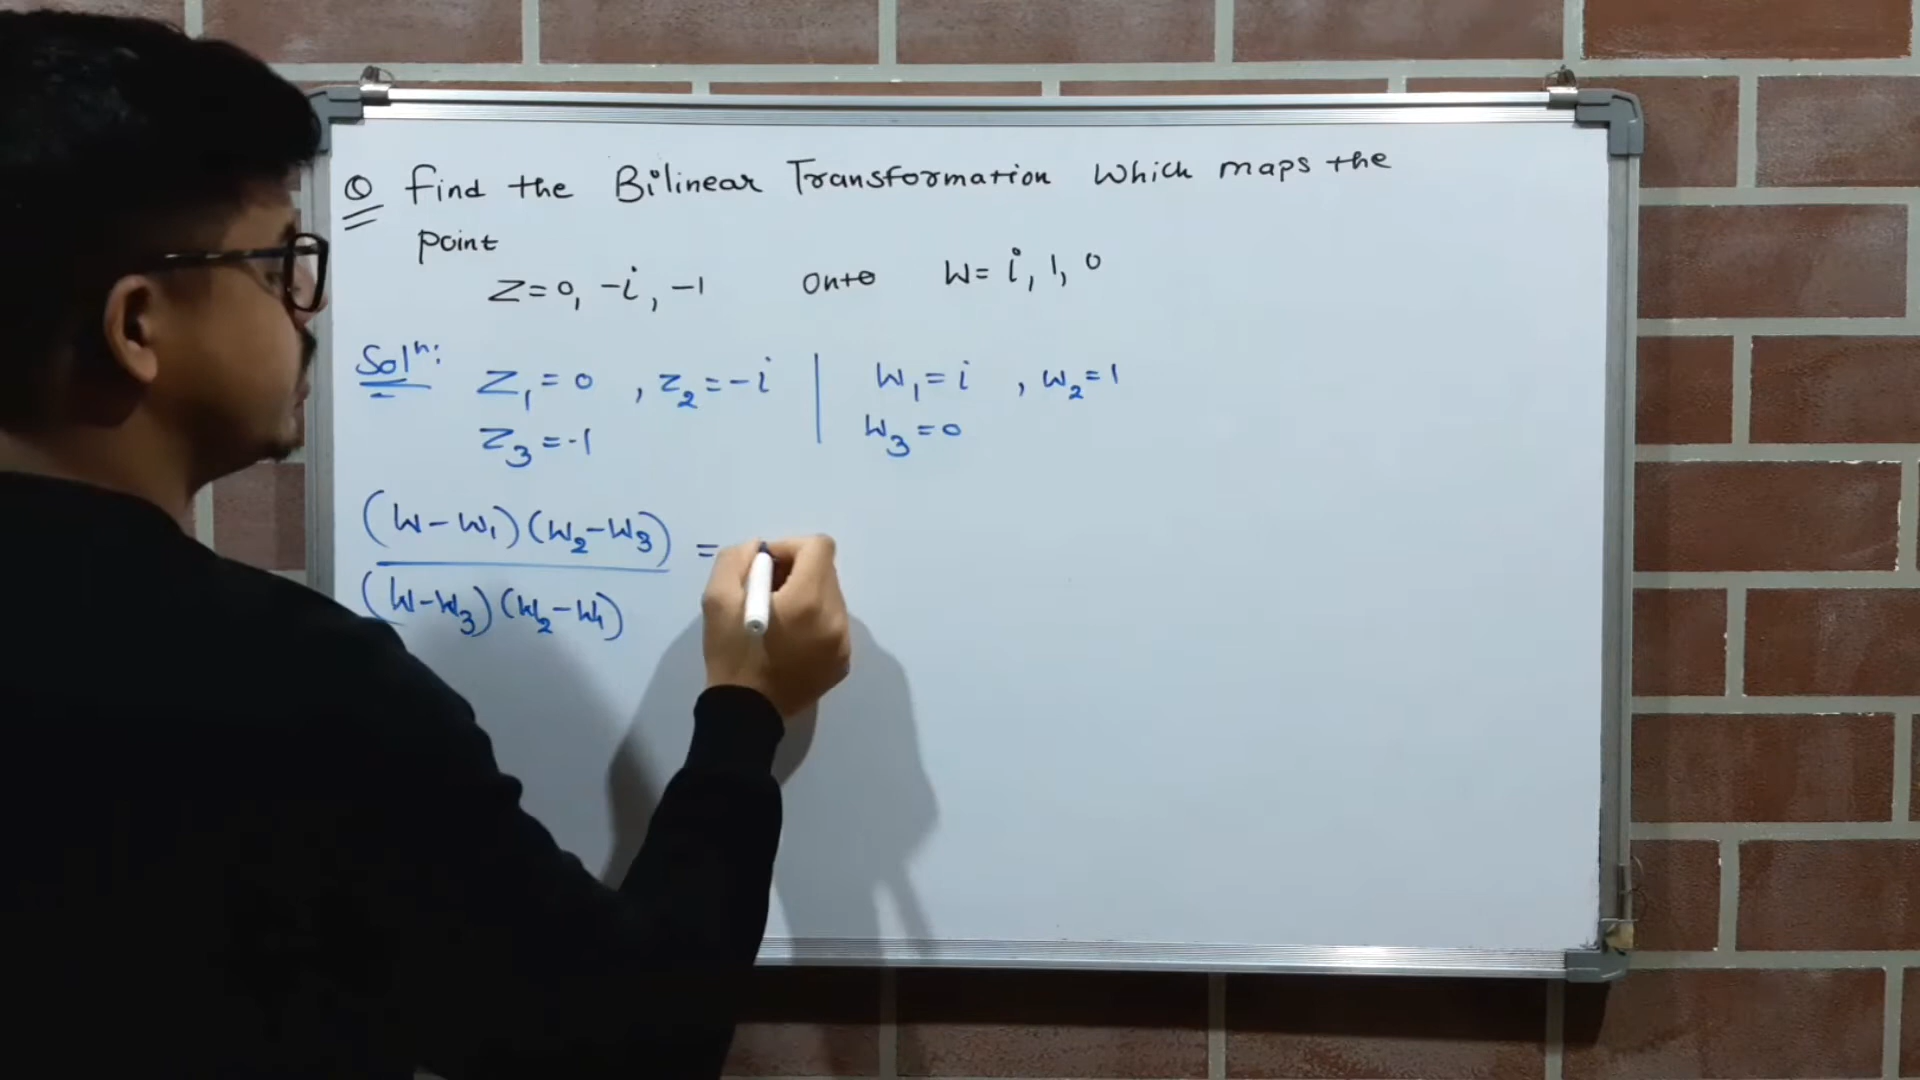 Q Find the Bilinear Transformation which maps the
point
Z=0, -i, -1 onto W= i, 1, 0
Solⁿ: Z₁=0 , Z₂=-i | W₁=i , W₂=1
Z₃=-1 W₃=0
(W-W₁)(W₂-W₃) =
(W-W₃)(W₂-W₁)